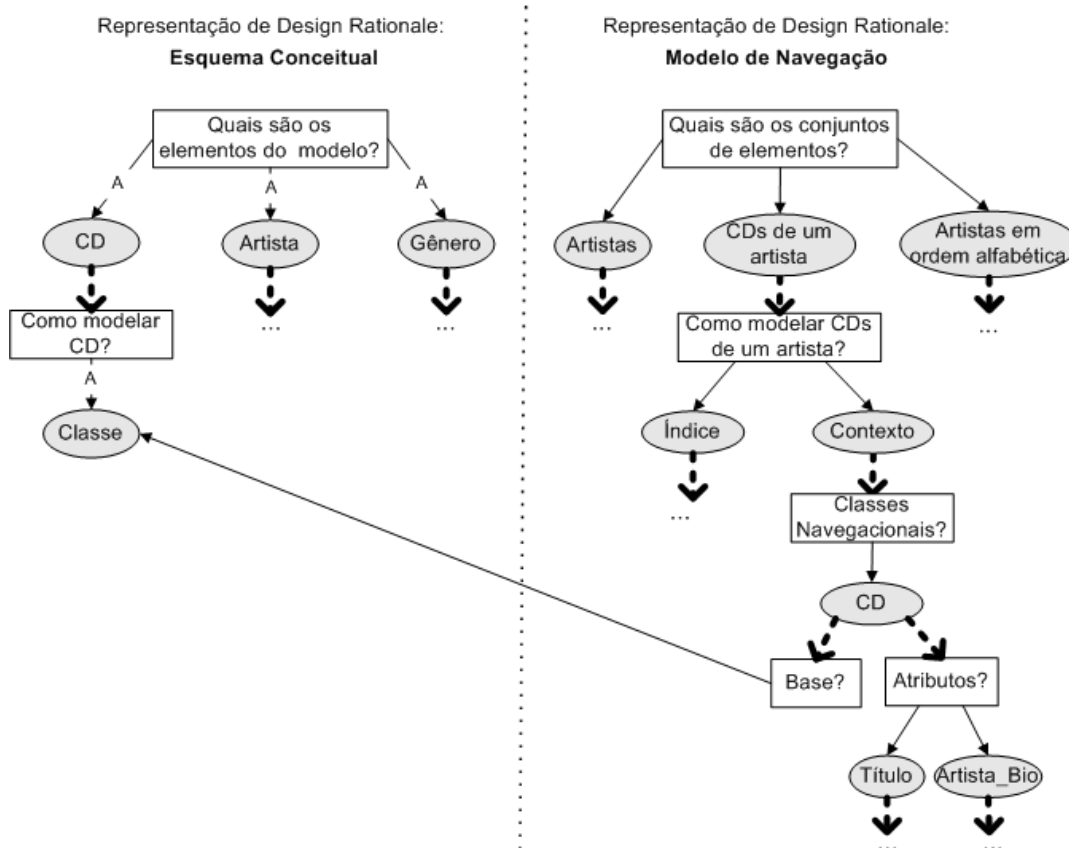 Representação de Design Rationale:
Esquema Conceitual
Quais são os
elementos do modelo?
A
A
A
CD
Artista
Gênero
...
...
Como modelar
CD?
A
Classe
Representação de Design Rationale:
Modelo de Navegação
Quais são os conjuntos
de elementos?
Artistas
CDs de um
artista
Artistas em
ordem alfabética
...
...
Como modelar CDs
de um artista?
Índice
Contexto
...
Classes
Navegacionais?
CD
Base?
Atributos?
Título
Artista_Bio
...
...